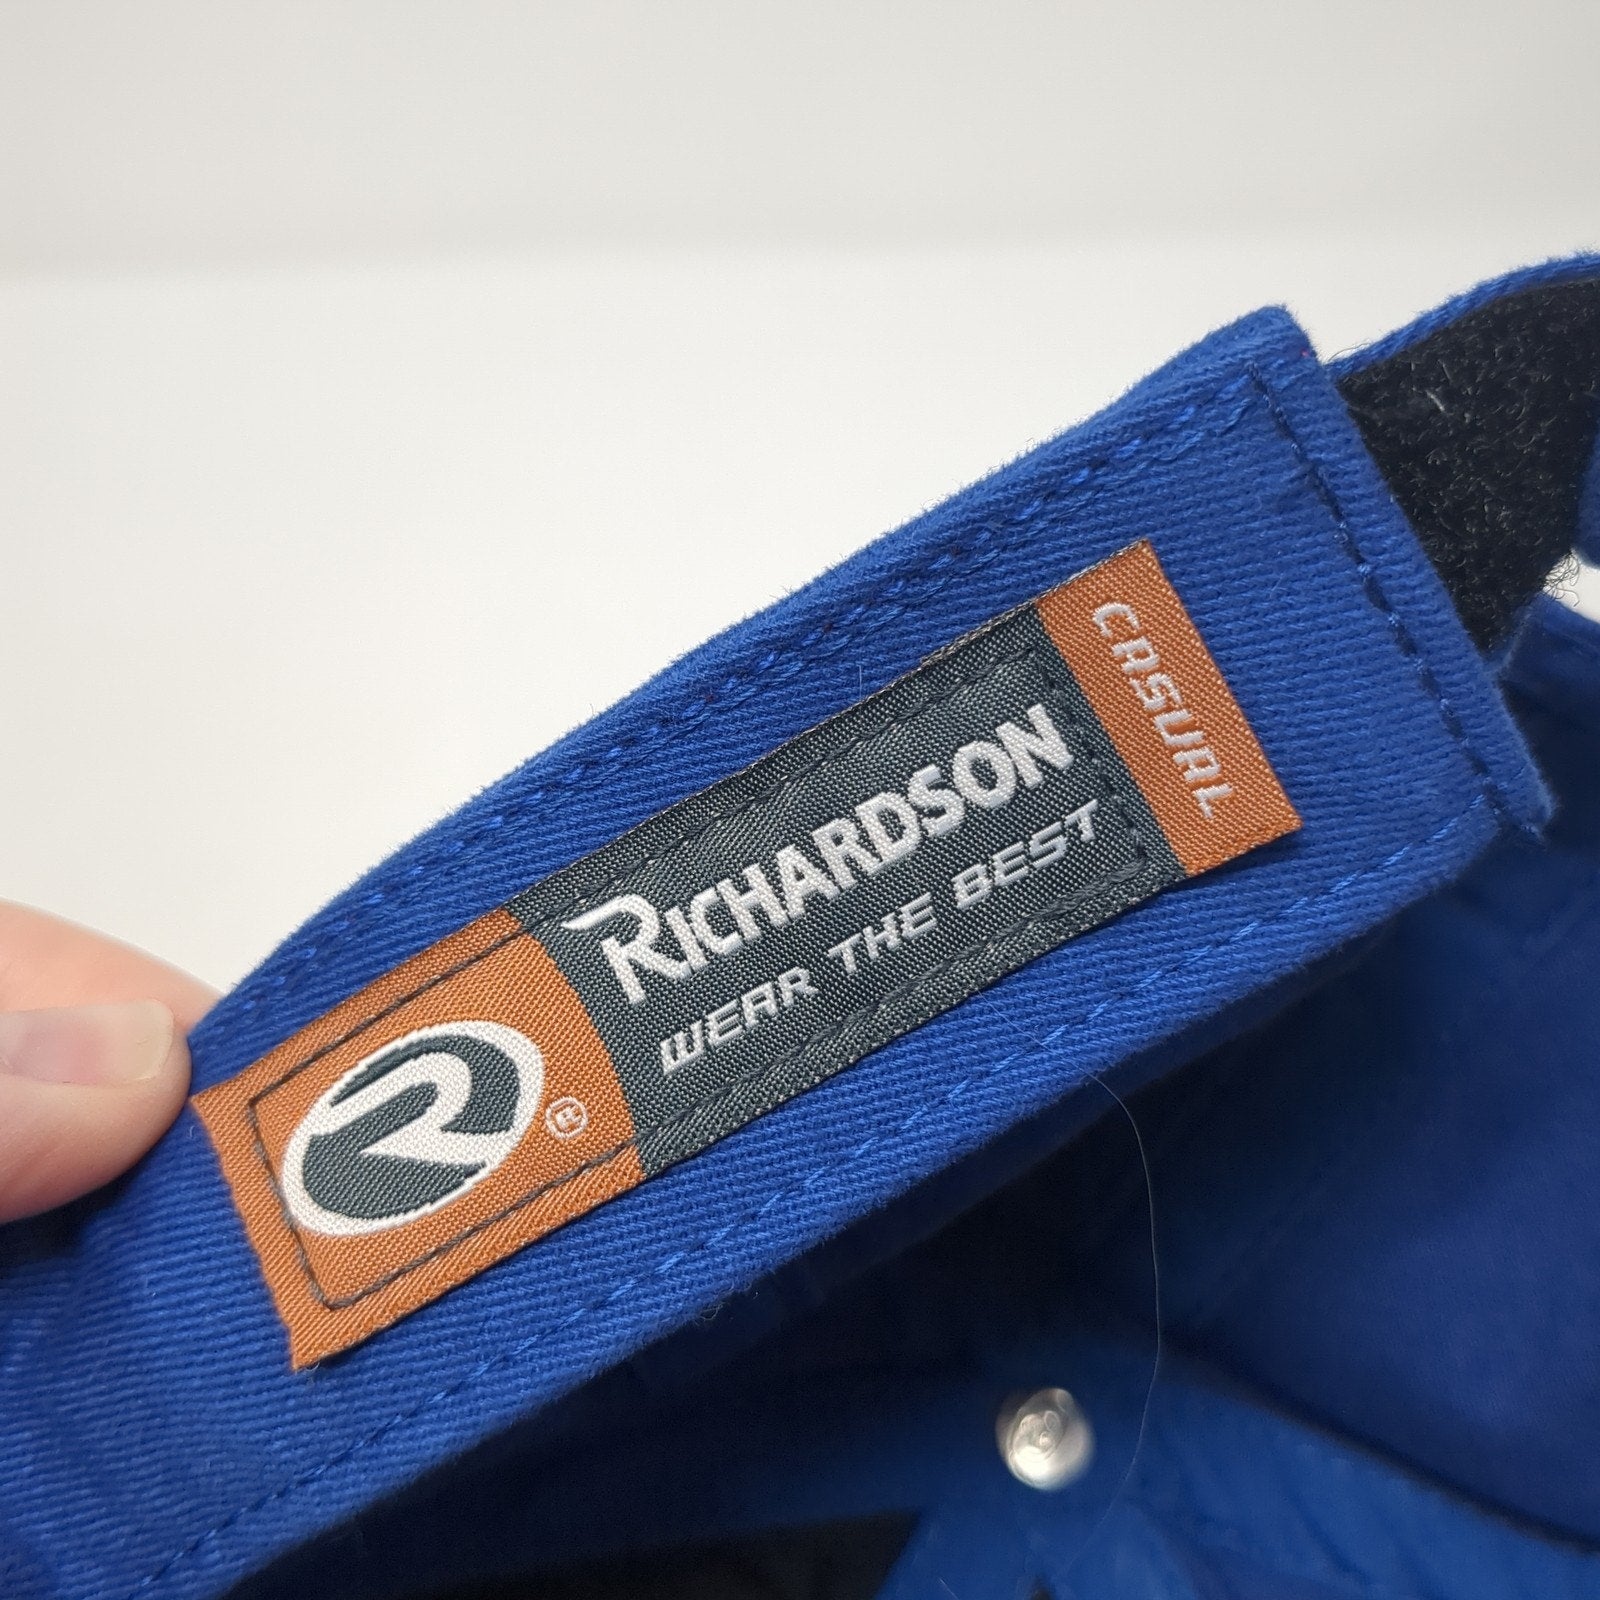 R®
RICHARDSON
WEAR THE BEST
CASUAL